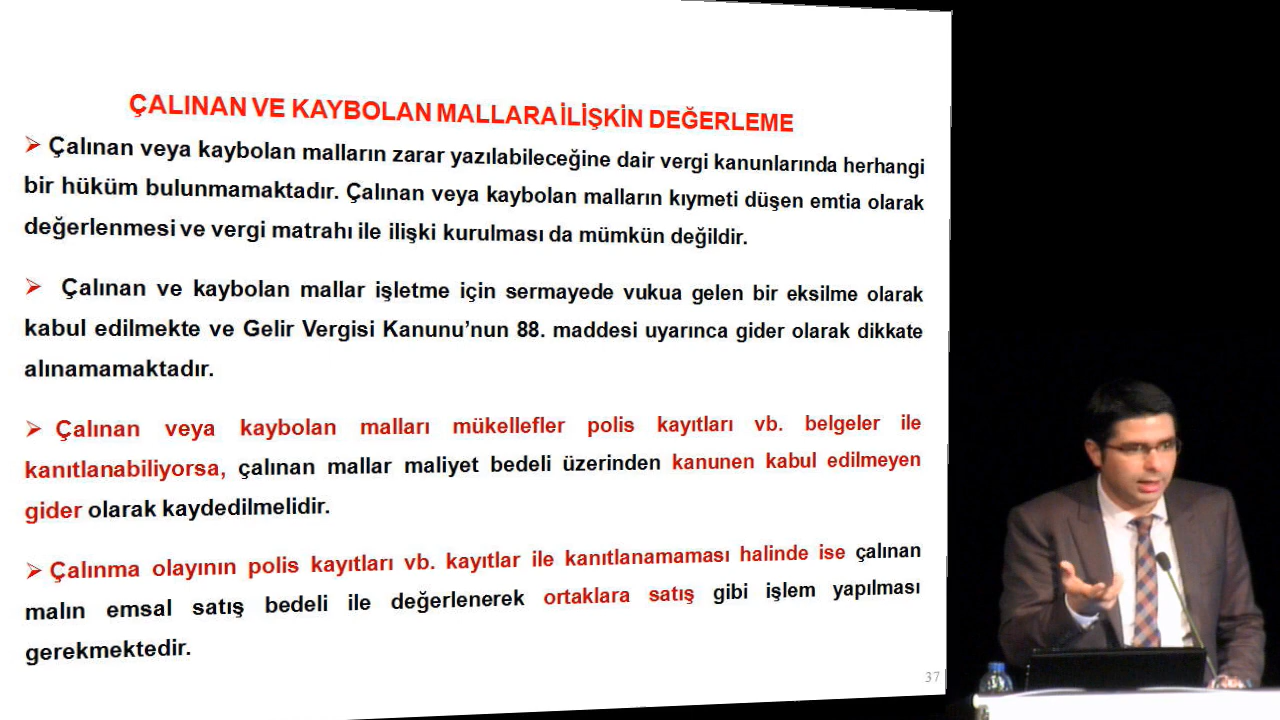 ÇALINAN VE KAYBOLAN MALLARA İLİŞKİN DEĞERLEME
Çalınan veya kaybolan malların zarar yazılabileceğine dair vergi kanunlarında herhangi
bir hüküm bulunmamaktadır. Çalınan veya kaybolan malların kıymeti düşen emtia olarak
değerlenmesi ve vergi matrahı ile ilişki kurulması da mümkün değildir.
Çalınan ve kaybolan mallar işletme için sermayede vukua gelen bir eksilme olarak
kabul edilmekte ve Gelir Vergisi Kanunu’nun 88. maddesi uyarınca gider olarak dikkate
alınamamaktadır.
Çalınan veya kaybolan malları mükellefler polis kayıtları vb. belgeler ile
kanıtlanabiliyorsa, çalınan mallar maliyet bedeli üzerinden kanunen kabul edilmeyen
gider olarak kaydedilmelidir.
Çalınma olayının polis kayıtları vb. kayıtlar ile kanıtlanamaması halinde ise çalınan
malın emsal satış bedeli ile değerlenerek ortaklara satış gibi işlem yapılması
gerekmektedir.
37